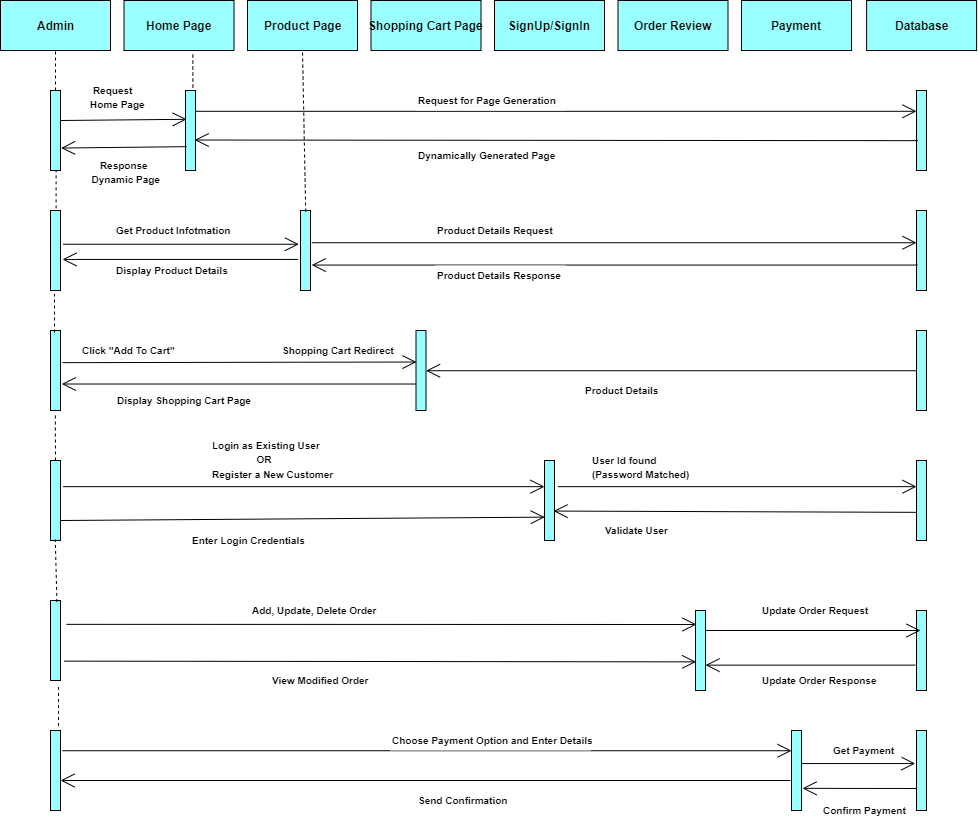 Admin
Home Page
Product Page
Shopping Cart Page
SignUp/SignIn
Order Review
Payment
Database
Request
Home Page
Request for Page Generation
Dynamically Generated Page
Response
Dynamic Page
Get Product Infotmation
Product Details Request
Display Product Details
Product Details Response
Click "Add To Cart"
Shopping Cart Redirect
Product Details
Display Shopping Cart Page
Login as Existing User
OR
Register a New Customer
User Id found
(Password Matched)
Validate User
Enter Login Credentials
Add, Update, Delete Order
Update Order Request
View Modified Order
Update Order Response
Choose Payment Option and Enter Details
Get Payment
Send Confirmation
Confirm Payment